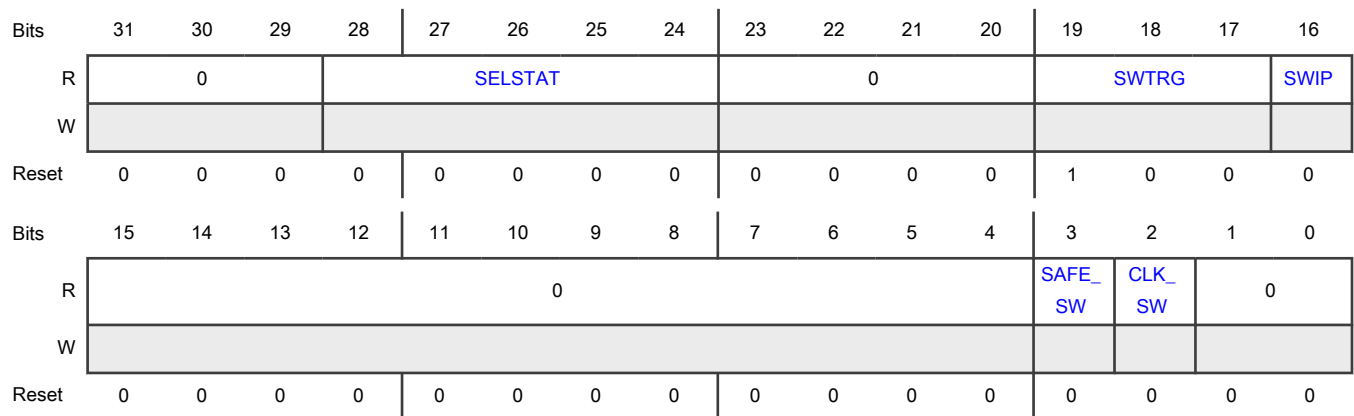 Bits 31 30 29 28 27 26 25 24 23 22 21 20 19 18 17 16
R 0 SELSTAT 0 SWTRG SWIP
W
Reset 0 0 0 0 0 0 0 0 0 0 0 0 1 0 0 0
Bits 15 14 13 12 11 10 9 8 7 6 5 4 3 2 1 0
R 0 SAFE_ SW CLK_ SW 0
W
Reset 0 0 0 0 0 0 0 0 0 0 0 0 0 0 0 0